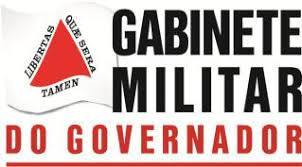 LIBERTAS
QUÆ SERA
TAMEN
GABINETE
MILITAR
DO GOVERNADOR